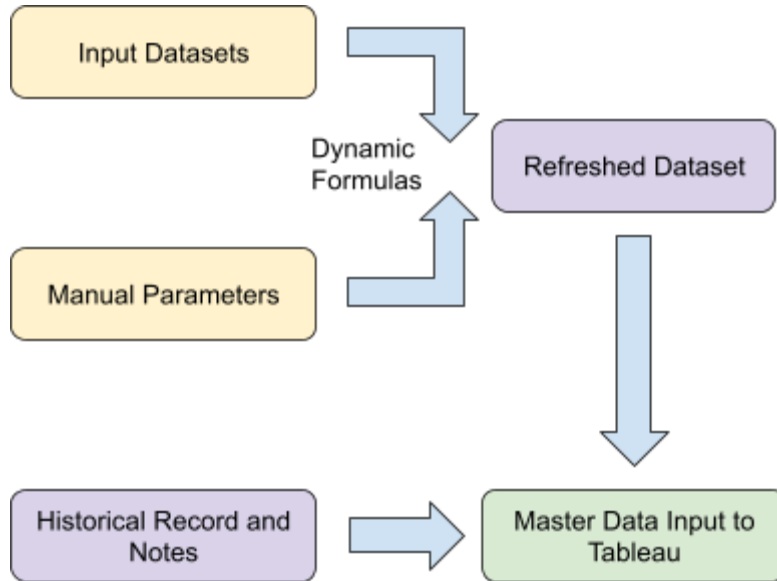 Input Datasets
Dynamic
Formulas
Refreshed Dataset
Manual Parameters
Historical Record and
Notes
Master Data Input to
Tableau